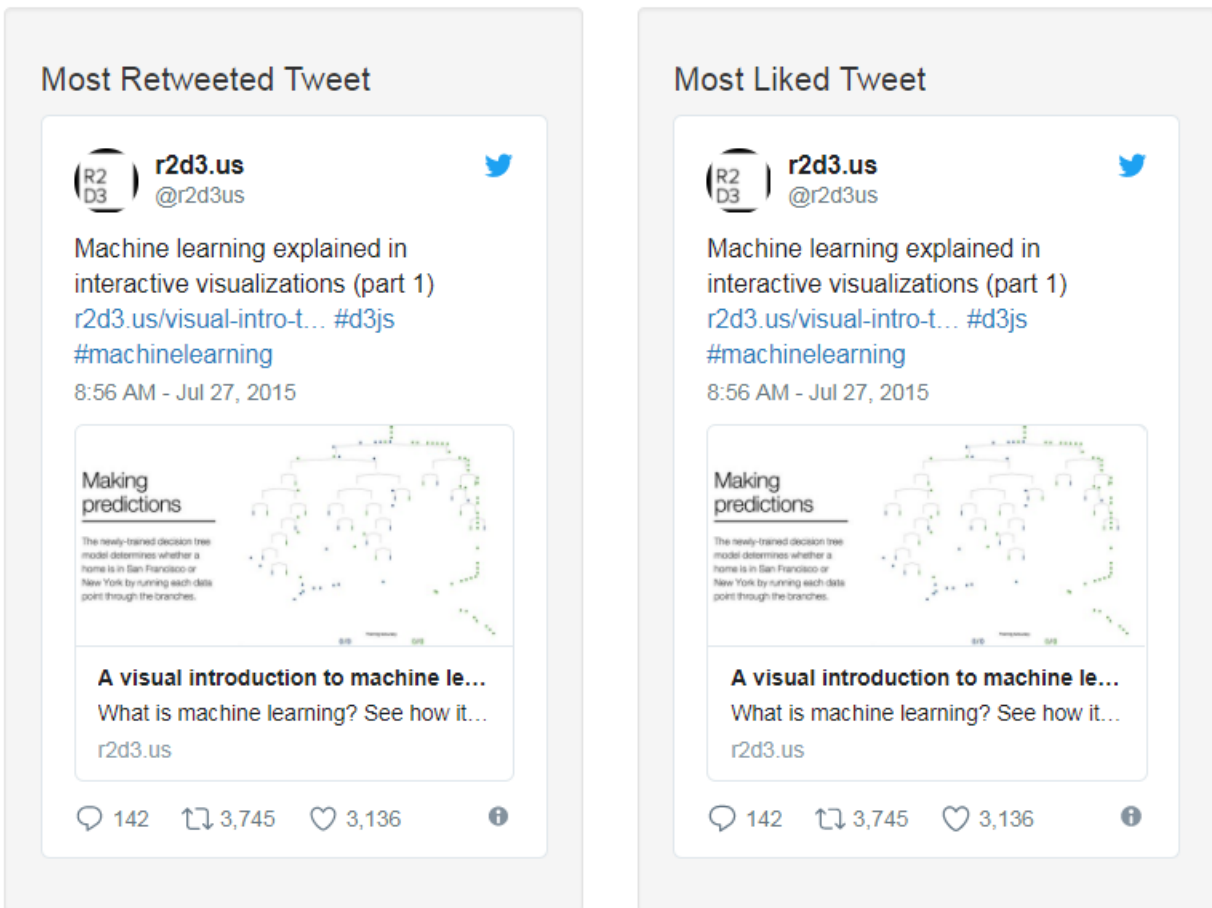 Most Retweeted Tweet
R2
D3
r2d3.us
@r2d3us
Machine learning explained in
interactive visualizations (part 1)
r2d3.us/visual-intro-t… #d3js
#machinelearning
8:56 AM - Jul 27, 2015
Making
predictions
The newly-trained decision tree
model determines whether a
home is in San Francisco or
New York by running each data
point through the branches.
A visual introduction to machine le…
What is machine learning? See how it…
r2d3.us
142 3,745 3,136
Most Liked Tweet
R2
D3
r2d3.us
@r2d3us
Machine learning explained in
interactive visualizations (part 1)
r2d3.us/visual-intro-t… #d3js
#machinelearning
8:56 AM - Jul 27, 2015
Making
predictions
The newly-trained decision tree
model determines whether a
home is in San Francisco or
New York by running each data
point through the branches.
A visual introduction to machine le…
What is machine learning? See how it…
r2d3.us
142 3,745 3,136